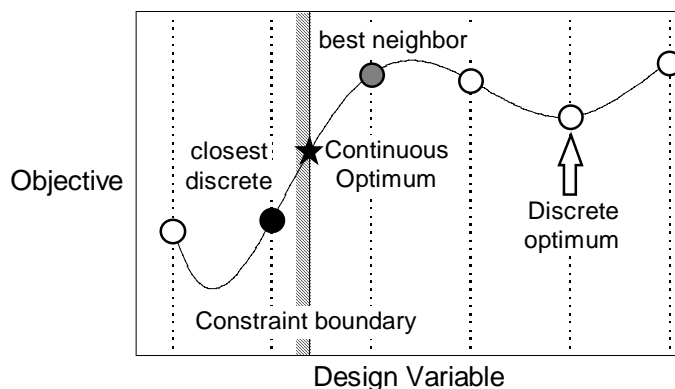 best neighbor
closest
discrete
Continuous
Optimum
Objective
Discrete
optimum
Constraint boundary
Design Variable